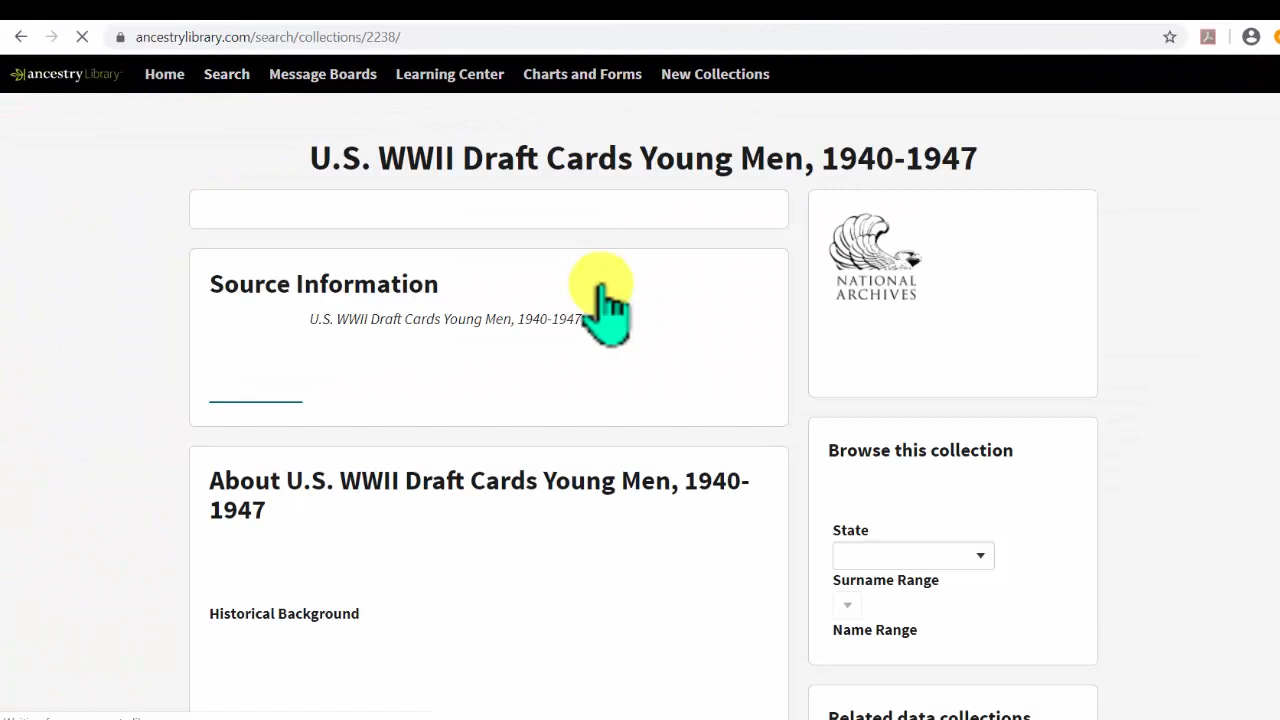 ancestrylibrary.com/search/collections/2238/
ancestryLibrary Home Search Message Boards Learning Center Charts and Forms New Collections
U.S. WWII Draft Cards Young Men, 1940-1947
Source Information
U.S. WWII Draft Cards Young Men, 1940-1947
NATIONAL
ARCHIVES
About U.S. WWII Draft Cards Young Men, 1940-
1947
Historical Background
Browse this collection
State
Surname Range
Name Range
Related data collections